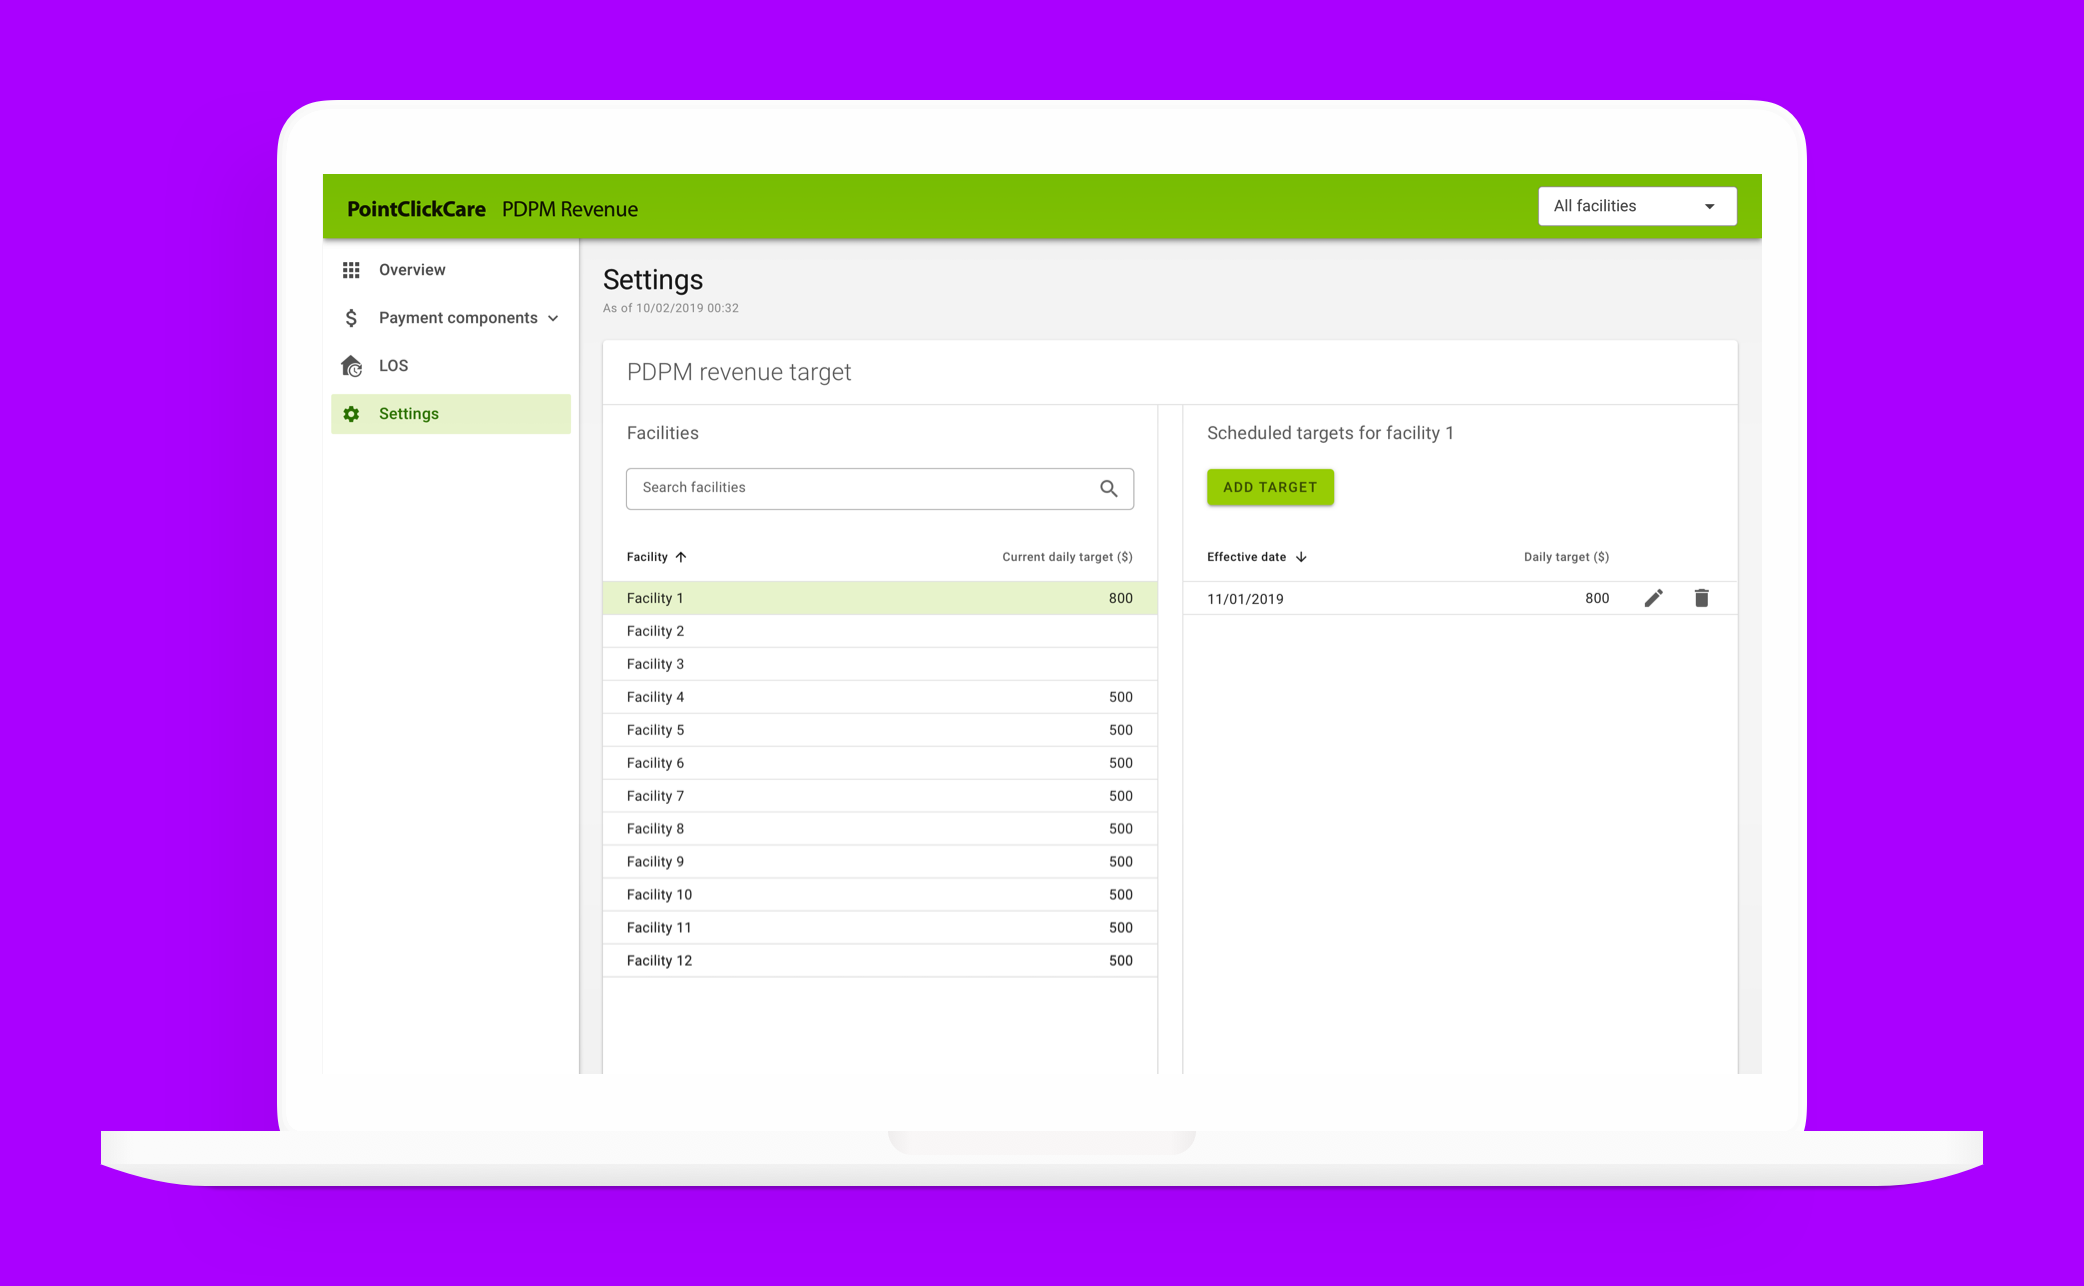 PointClickCare PDPM Revenue
All facilities
Overview
Payment components
LOS
Settings
Settings
As of 10/02/2019 00:32
PDPM revenue target
Facilities
Search facilities
Facility Current daily target ($)
Facility 1 800
Facility 2
Facility 3
Facility 4 500
Facility 5 500
Facility 6 500
Facility 7 500
Facility 8 500
Facility 9 500
Facility 10 500
Facility 11 500
Facility 12 500
Scheduled targets for facility 1
ADD TARGET
Effective date Daily target ($)
11/01/2019 800